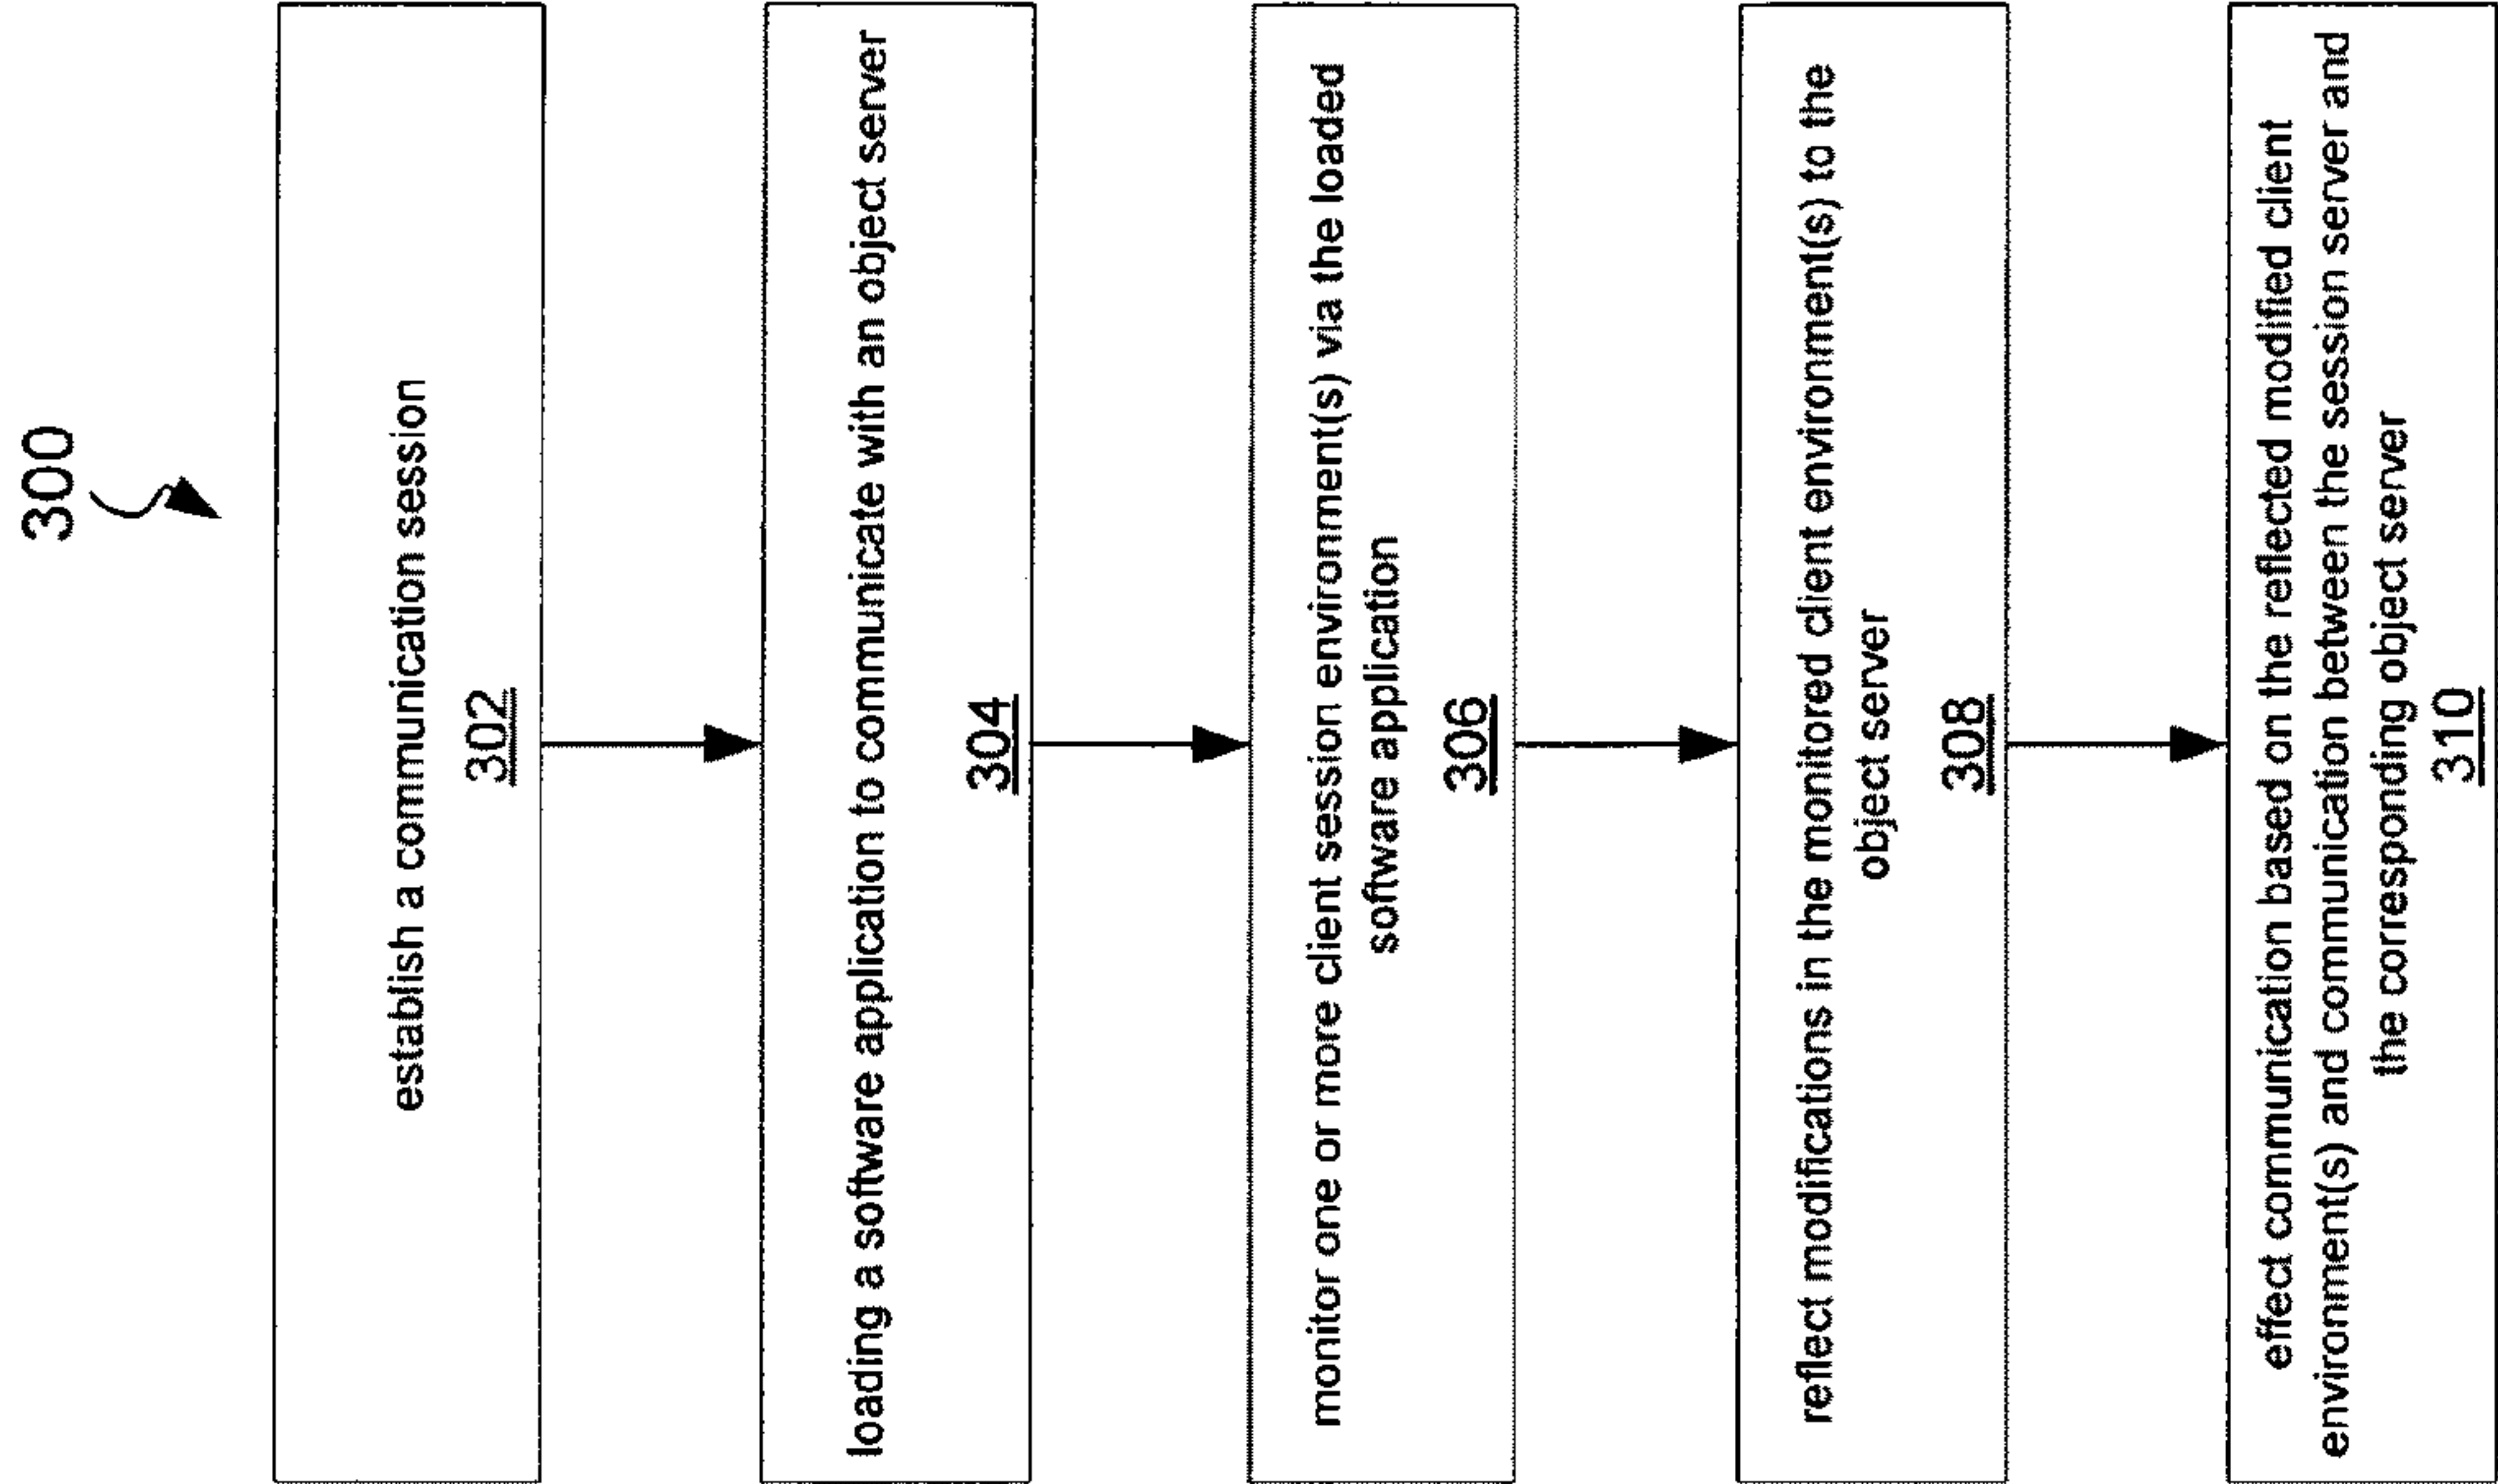 300
establish a communication session
302
loading a software application to communicate with an object server
304
monitor one or more client session environment(s) via the loaded
software application
306
reflect modifications in the monitored client environment(s) to the
object server
308
effect communication based on the reflected modified client
environment(s) and communication between the session server and
the corresponding object server
310